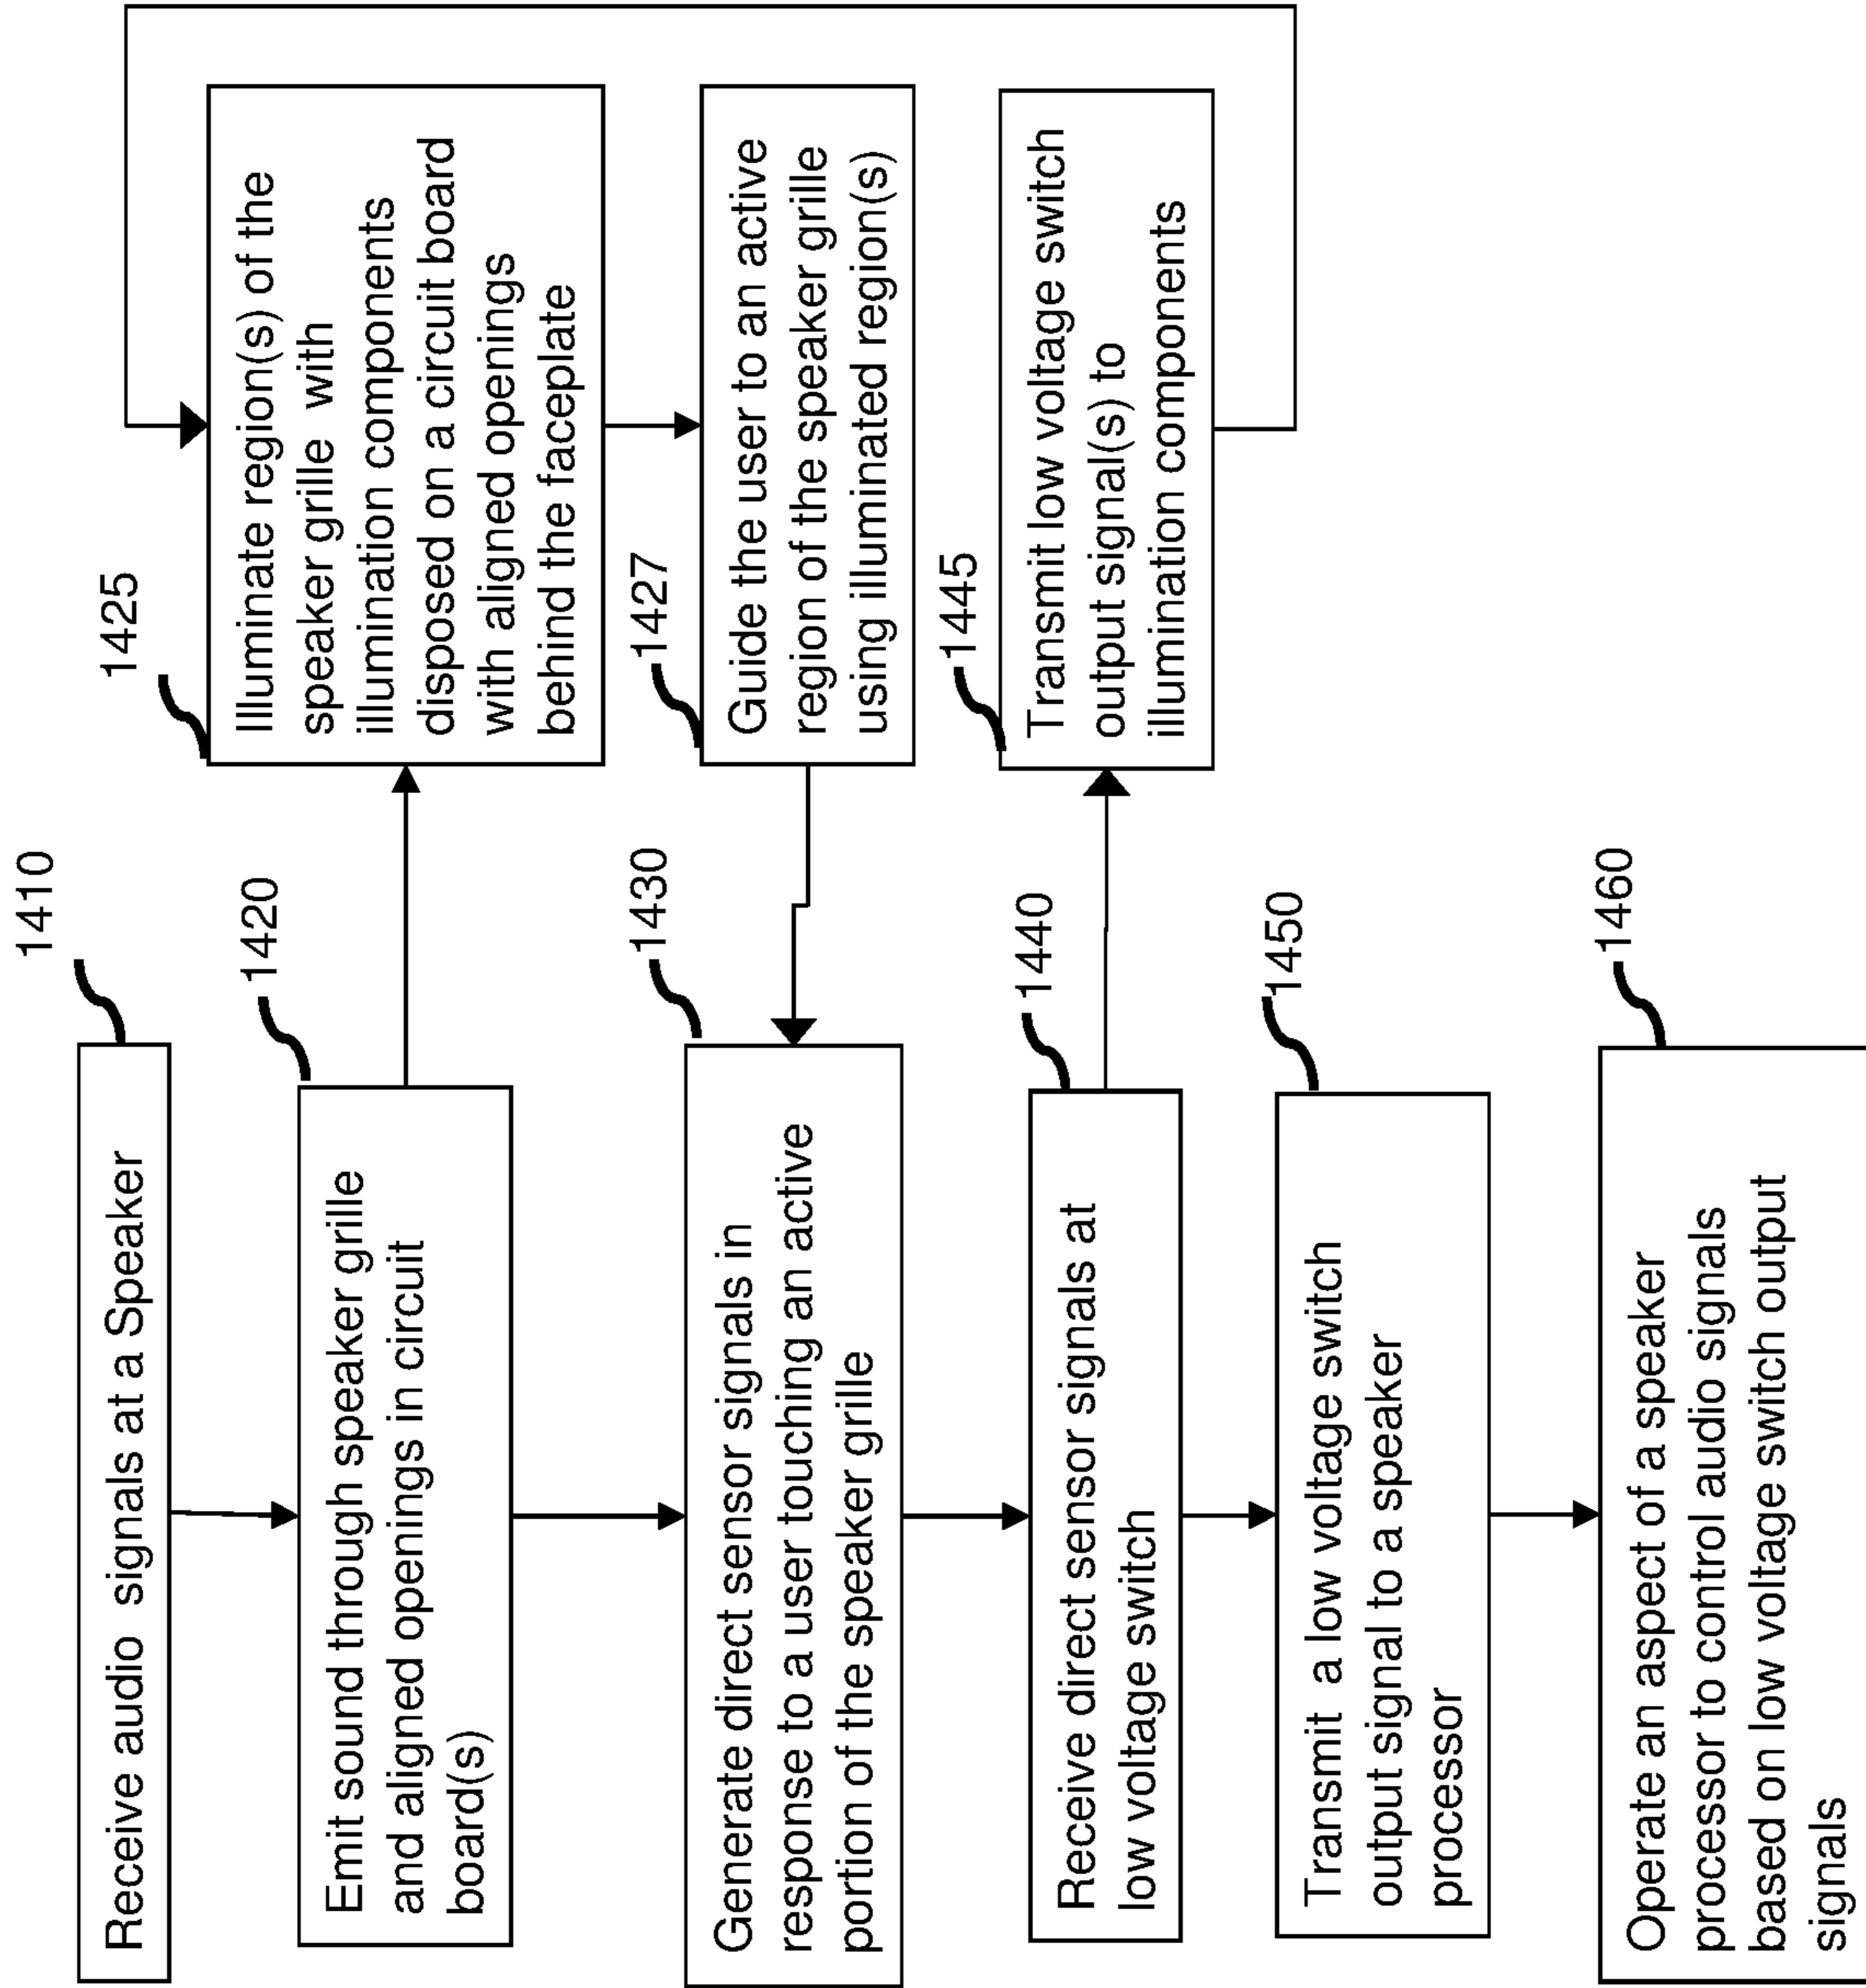 1410
Receive audio signals at a Speaker
1420
Emit sound through speaker grille
and aligned openings in circuit
board(s)
1425
Illuminate region(s) of the
speaker grille with
illumination components
disposed on a circuit board
with aligned openings
behind the faceplate
1427
Guide the user to an active
region of the speaker grille
using illuminated region(s)
1430
Generate direct sensor signals in
response to a user touching an active
portion of the speaker grille
1440
Receive direct sensor signals at
low voltage switch
1445
Transmit low voltage switch
output signal(s) to
illumination components
1450
Transmit a low voltage switch
output signal to a speaker
processor
1460
Operate an aspect of a speaker
processor to control audio signals
based on low voltage switch output
signals